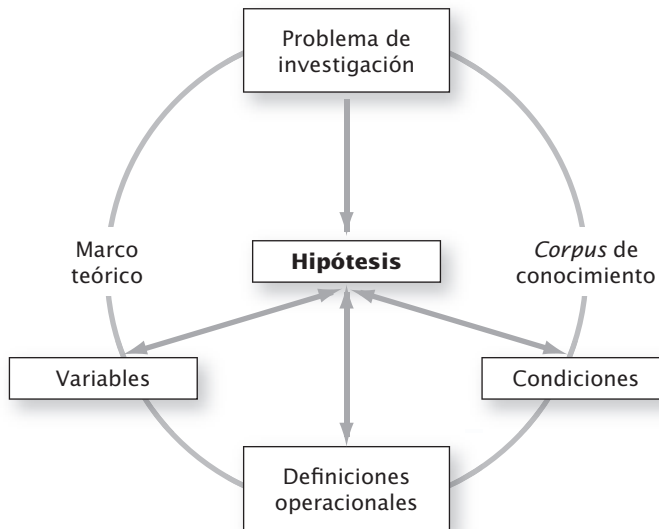 Problema de
investigación
Marco
teórico
Hipótesis
Corpus de
conocimiento
Variables
Condiciones
Definiciones
operacionales